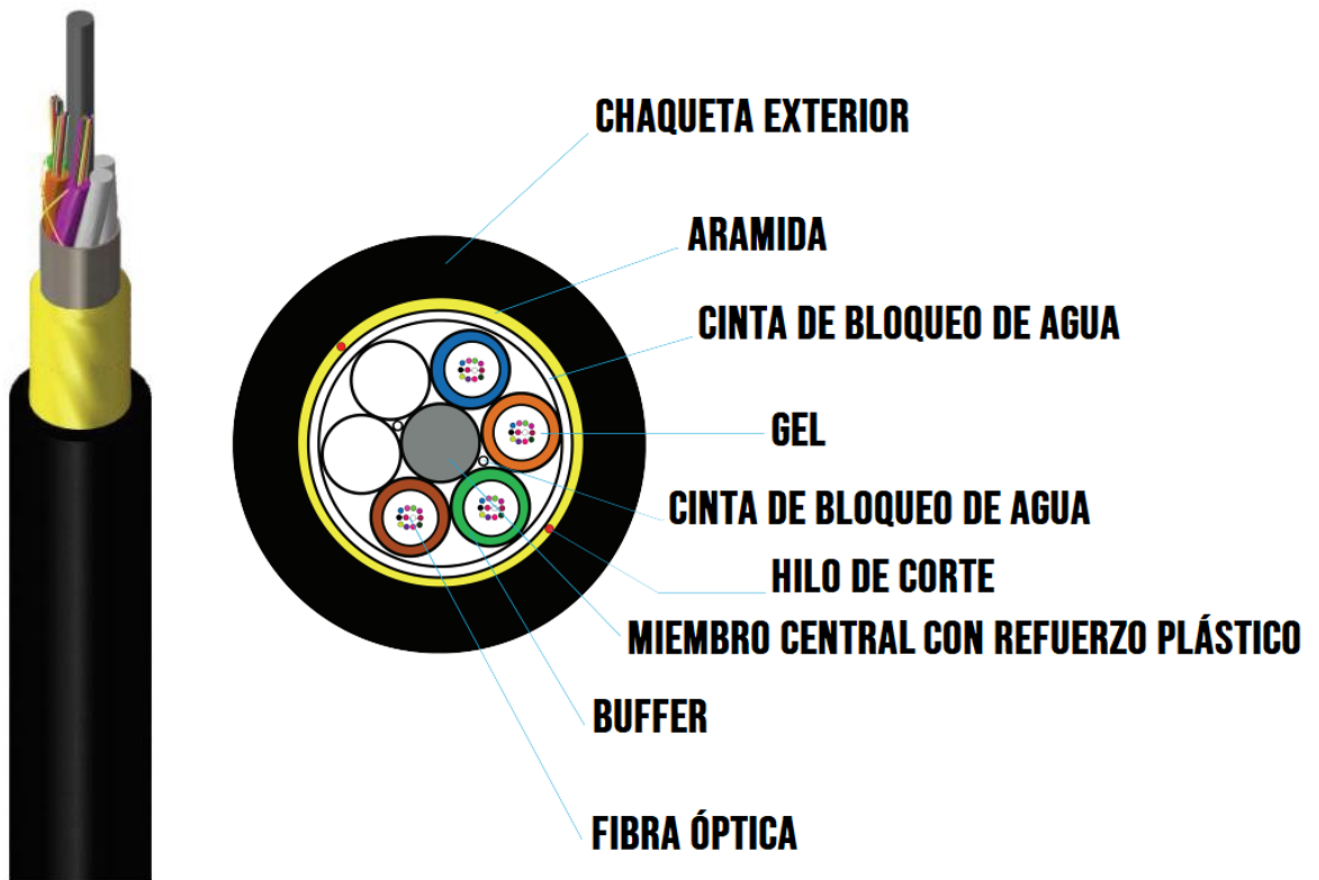 CHAQUETA EXTERIOR
ARAMIDA
CINTA DE BLOQUEO DE AGUA
GEL
CINTA DE BLOQUEO DE AGUA
HILO DE CORTE
MIEMBRO CENTRAL CON REFUERZO PLÁSTICO
BUFFER
FIBRA ÓPTICA